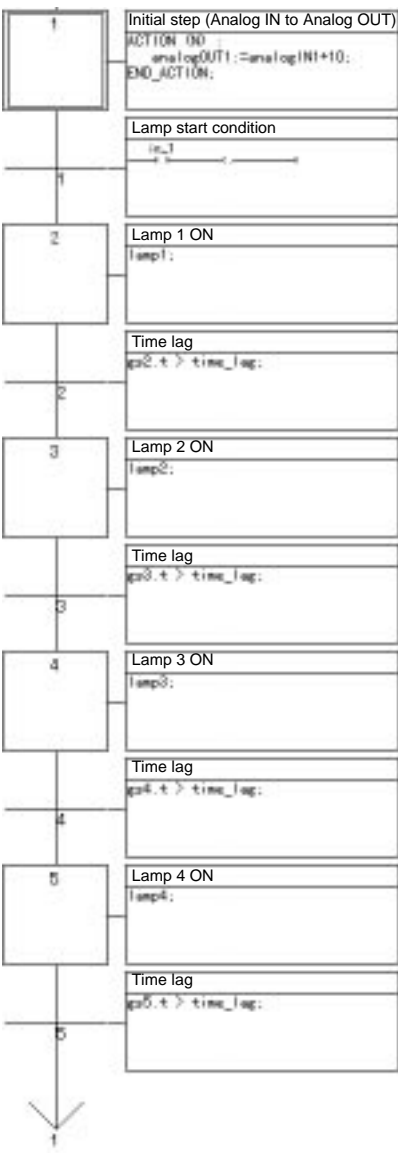 1
Initial step (Analog IN to Analog OUT)
ACTION (N) :
analogOUT1:=analogIN1+10;
END_ACTION;
Lamp start condition
in_1
1
2
Lamp 1 ON
lamp1;
Time lag
gs2.t > time_lag;
2
3
Lamp 2 ON
lamp2;
Time lag
gs3.t > time_lag;
3
4
Lamp 3 ON
lamp3;
Time lag
gs4.t > time_lag;
4
5
Lamp 4 ON
lamp4;
Time lag
gs5.t > time_lag;
5
1